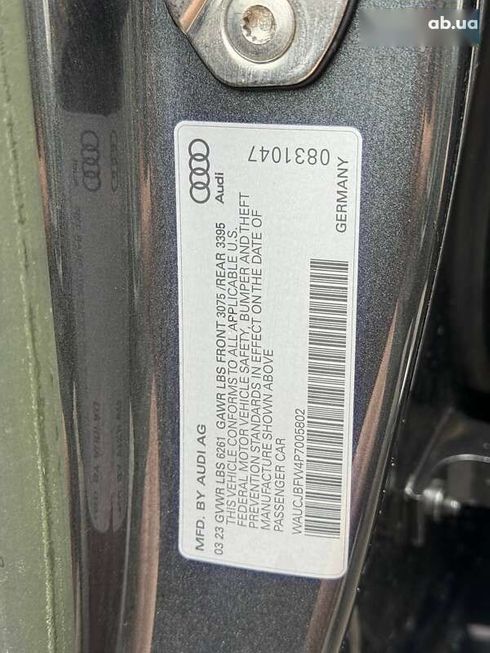 ab.ua
Audi
0831047
MFD. BY AUDI AG
03 23 GVWR LBS 6261 GAWR LBS FRONT 3075 /REAR 3395
THIS VEHICLE CONFORMS TO ALL APPLICABLE U.S.
FEDERAL MOTOR VEHICLE SAFETY, BUMPER AND THEFT
PREVENTION STANDARDS IN EFFECT ON THE DATE OF
MANUFACTURE SHOWN ABOVE
PASSENGER CAR
WAUCJBFW4P7005802
GERMANY